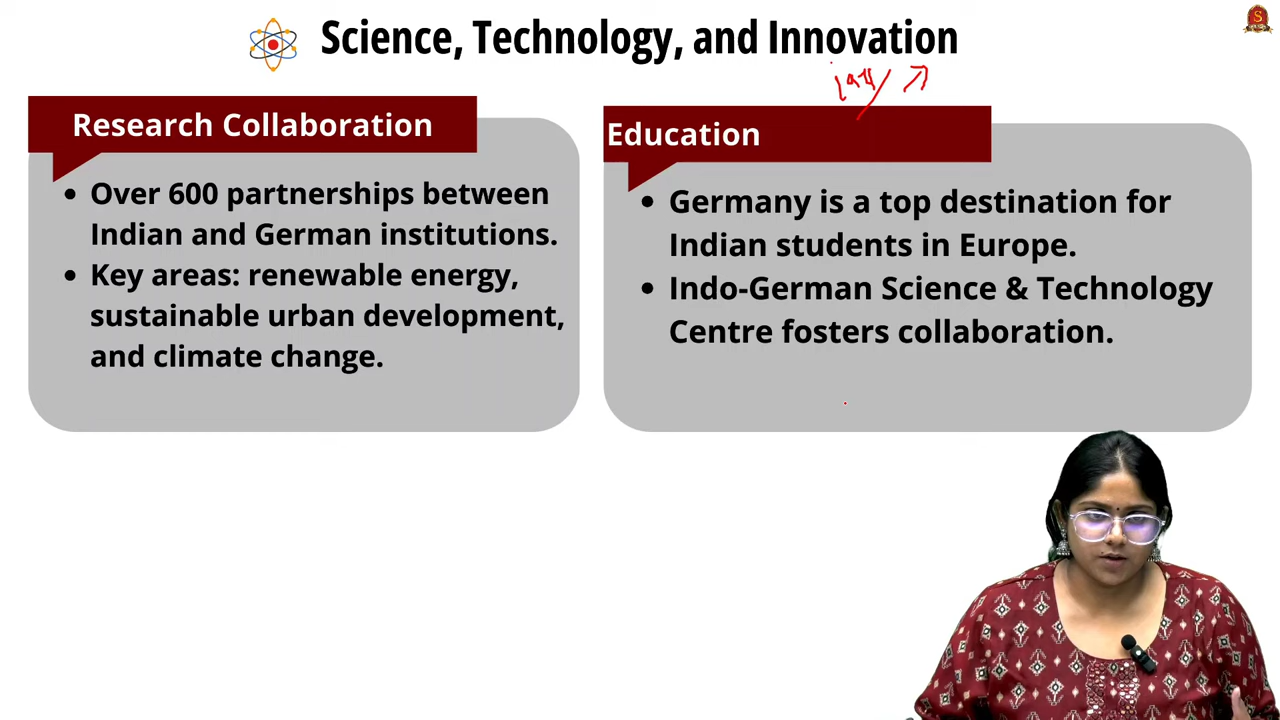 Science, Technology, and Innovation
Research Collaboration
• Over 600 partnerships between
Indian and German institutions.
• Key areas: renewable energy,
sustainable urban development,
and climate change.
Education
• Germany is a top destination for
Indian students in Europe.
• Indo-German Science & Technology
Centre fosters collaboration.